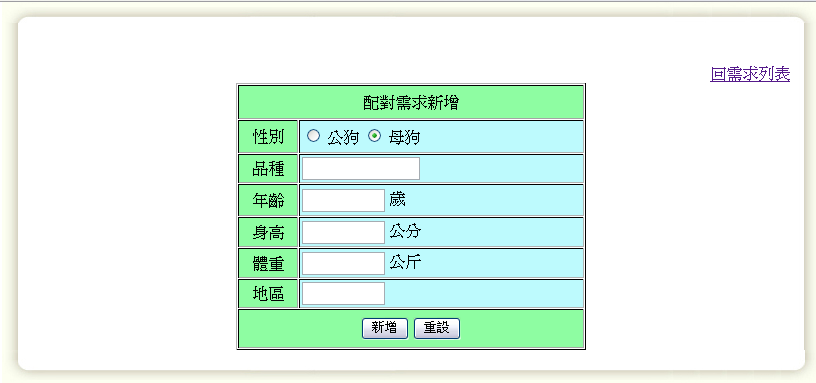 回需求列表
配對需求新增
性別 公狗 母狗
品種
年齡 歲
身高 公分
體重 公斤
地區
新增 重設